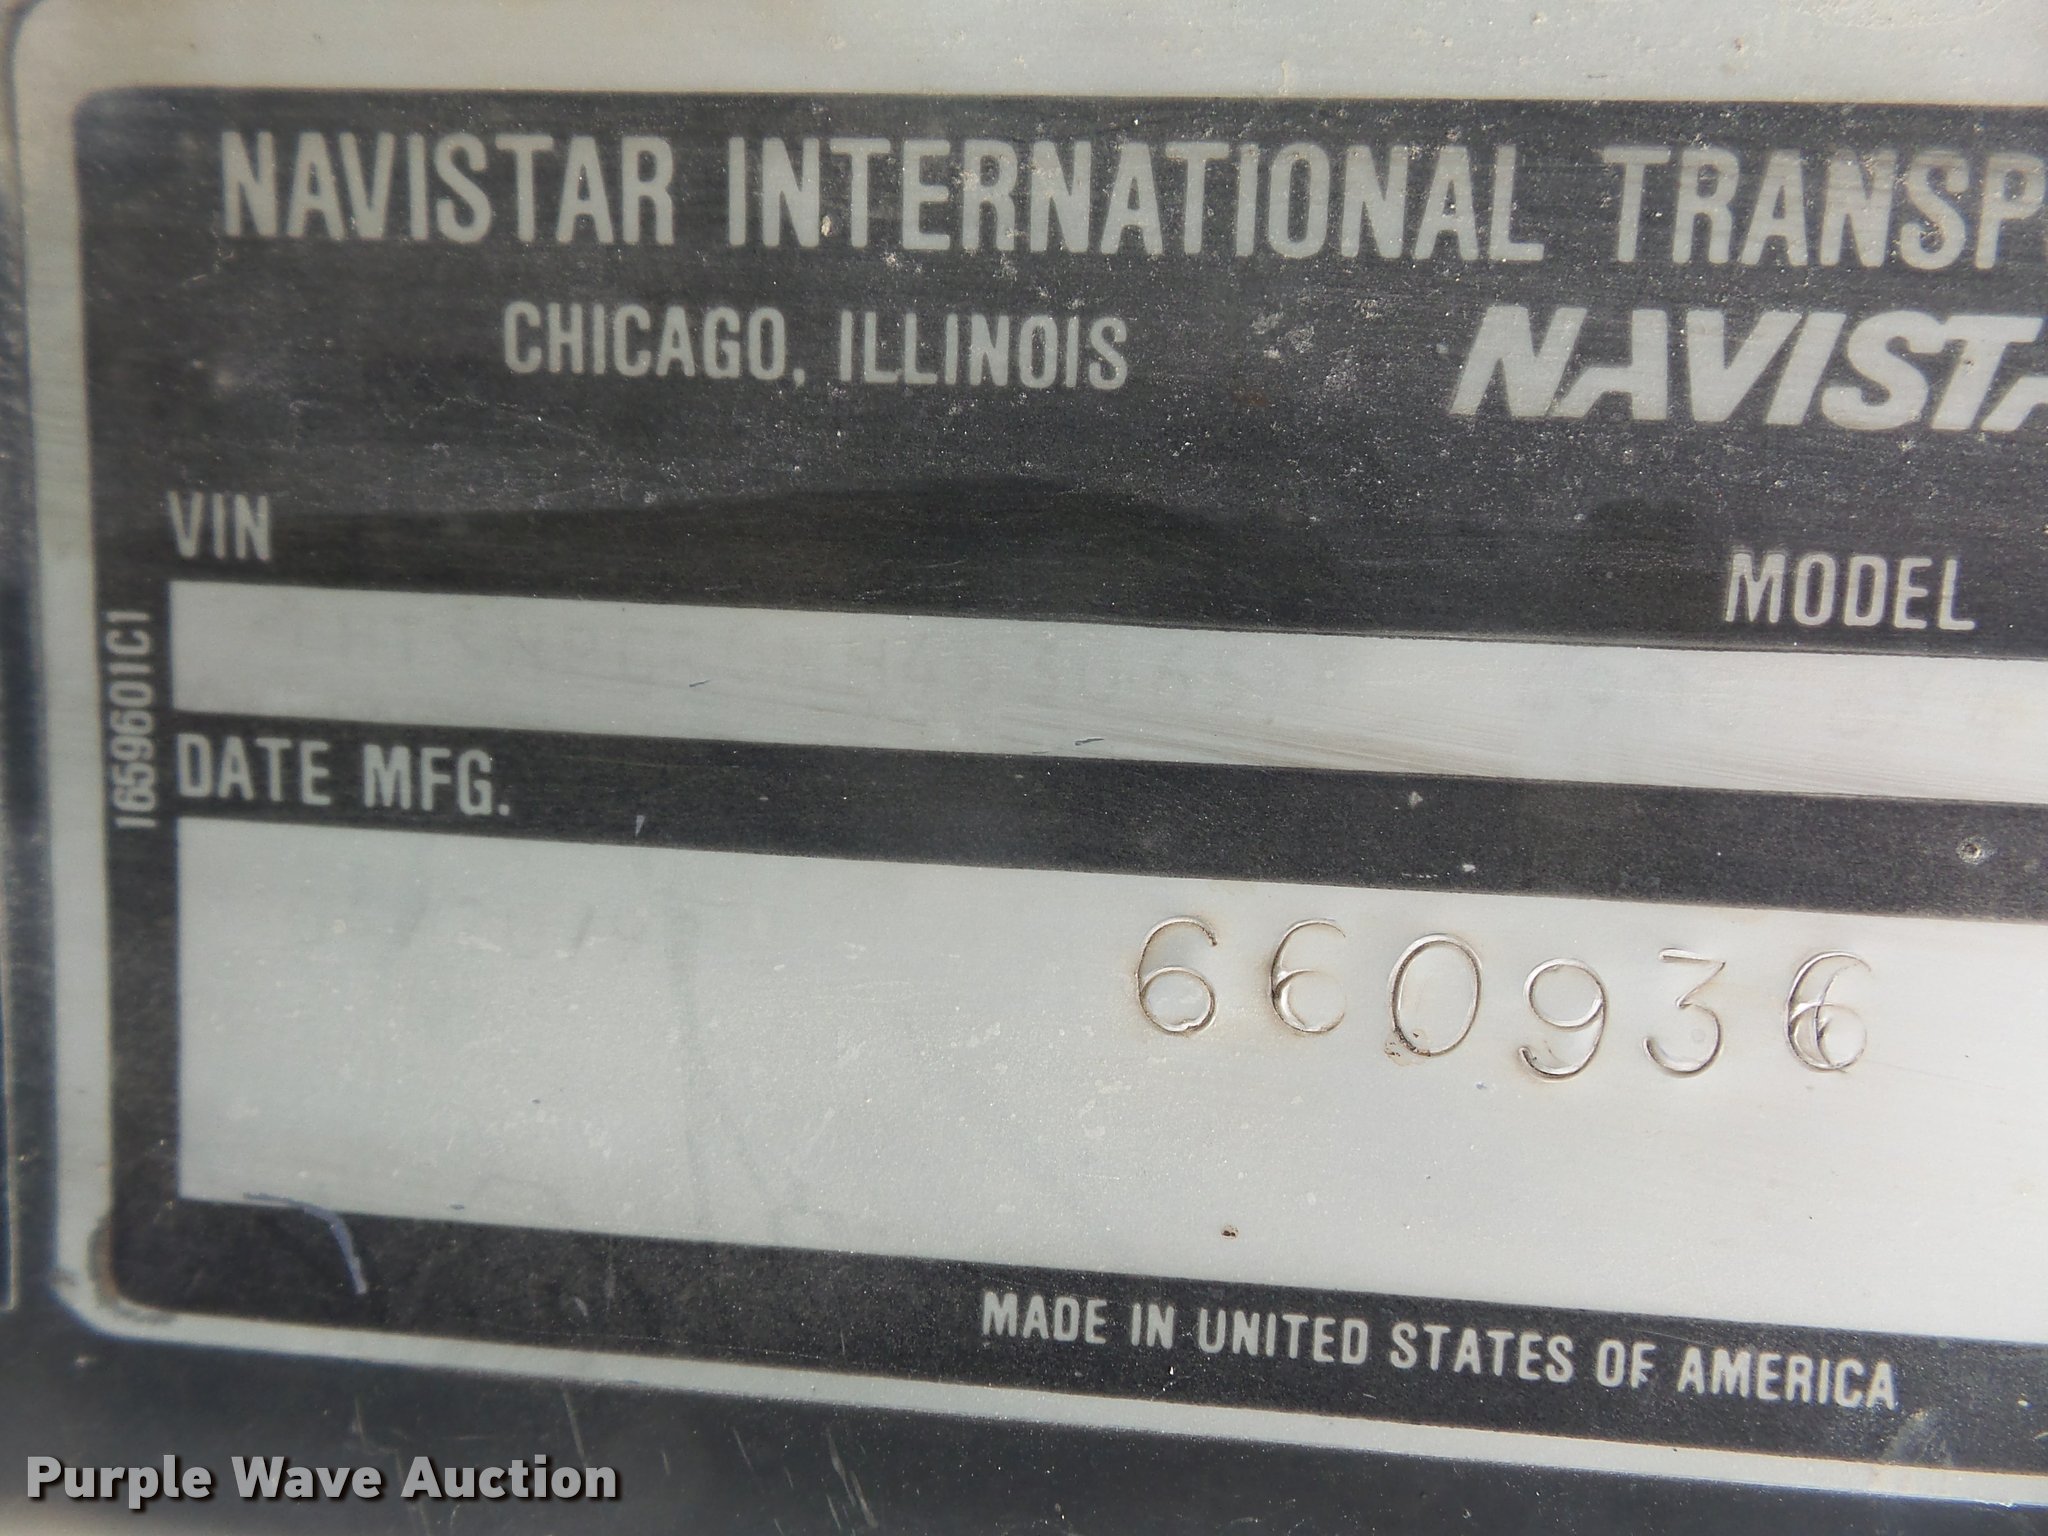 NAVISTAR INTERNATIONAL TRANSP
CHICAGO, ILLINOIS
NAVISTA
VIN
MODEL
1659601C1
DATE MFG.
660936
MADE IN UNITED STATES OF AMERICA
Purple Wave Auction